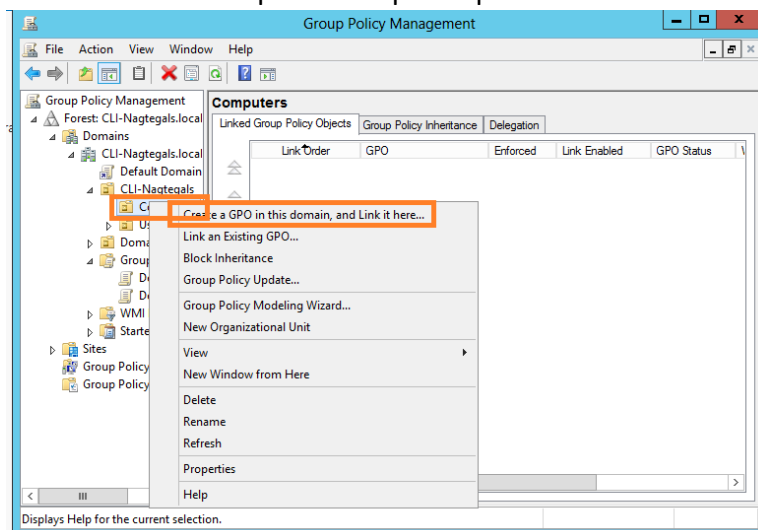 Group Policy Management
File Action View Window Help
Group Policy Management
Forest: CLI-Nagtegals.local
Domains
CLI-Nagtegals.local
Default Domain
CLI-Nagtegals
Group Policy
Group Policy
Sites
WMI
Computers
Linked Group Policy Objects Group Policy Inheritance Delegation
Link Order GPO Enforced Link Enabled GPO Status
Create a GPO in this domain, and Link it here...
Link an Existing GPO...
Block Inheritance
Group Policy Update...
Group Policy Modeling Wizard...
New Organizational Unit
View
New Window from Here
Delete
Rename
Refresh
Properties
Help
Displays Help for the current selection.